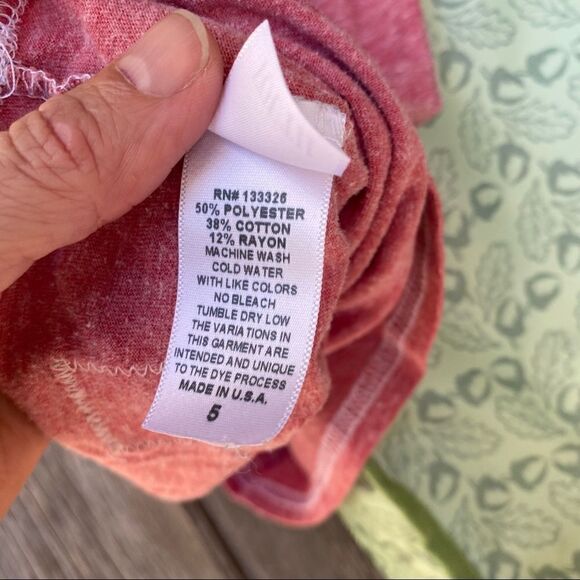 RN# 133326
50% POLYESTER
38% COTTON
12% RAYON
MACHINE WASH
COLD WATER
WITH LIKE COLORS
NO BLEACH
TUMBLE DRY LOW
THE VARIATIONS IN
THIS GARMENT ARE
INTENDED AND UNIQUE
TO THE DYE PROCESS
MADE IN U.S.A.
5